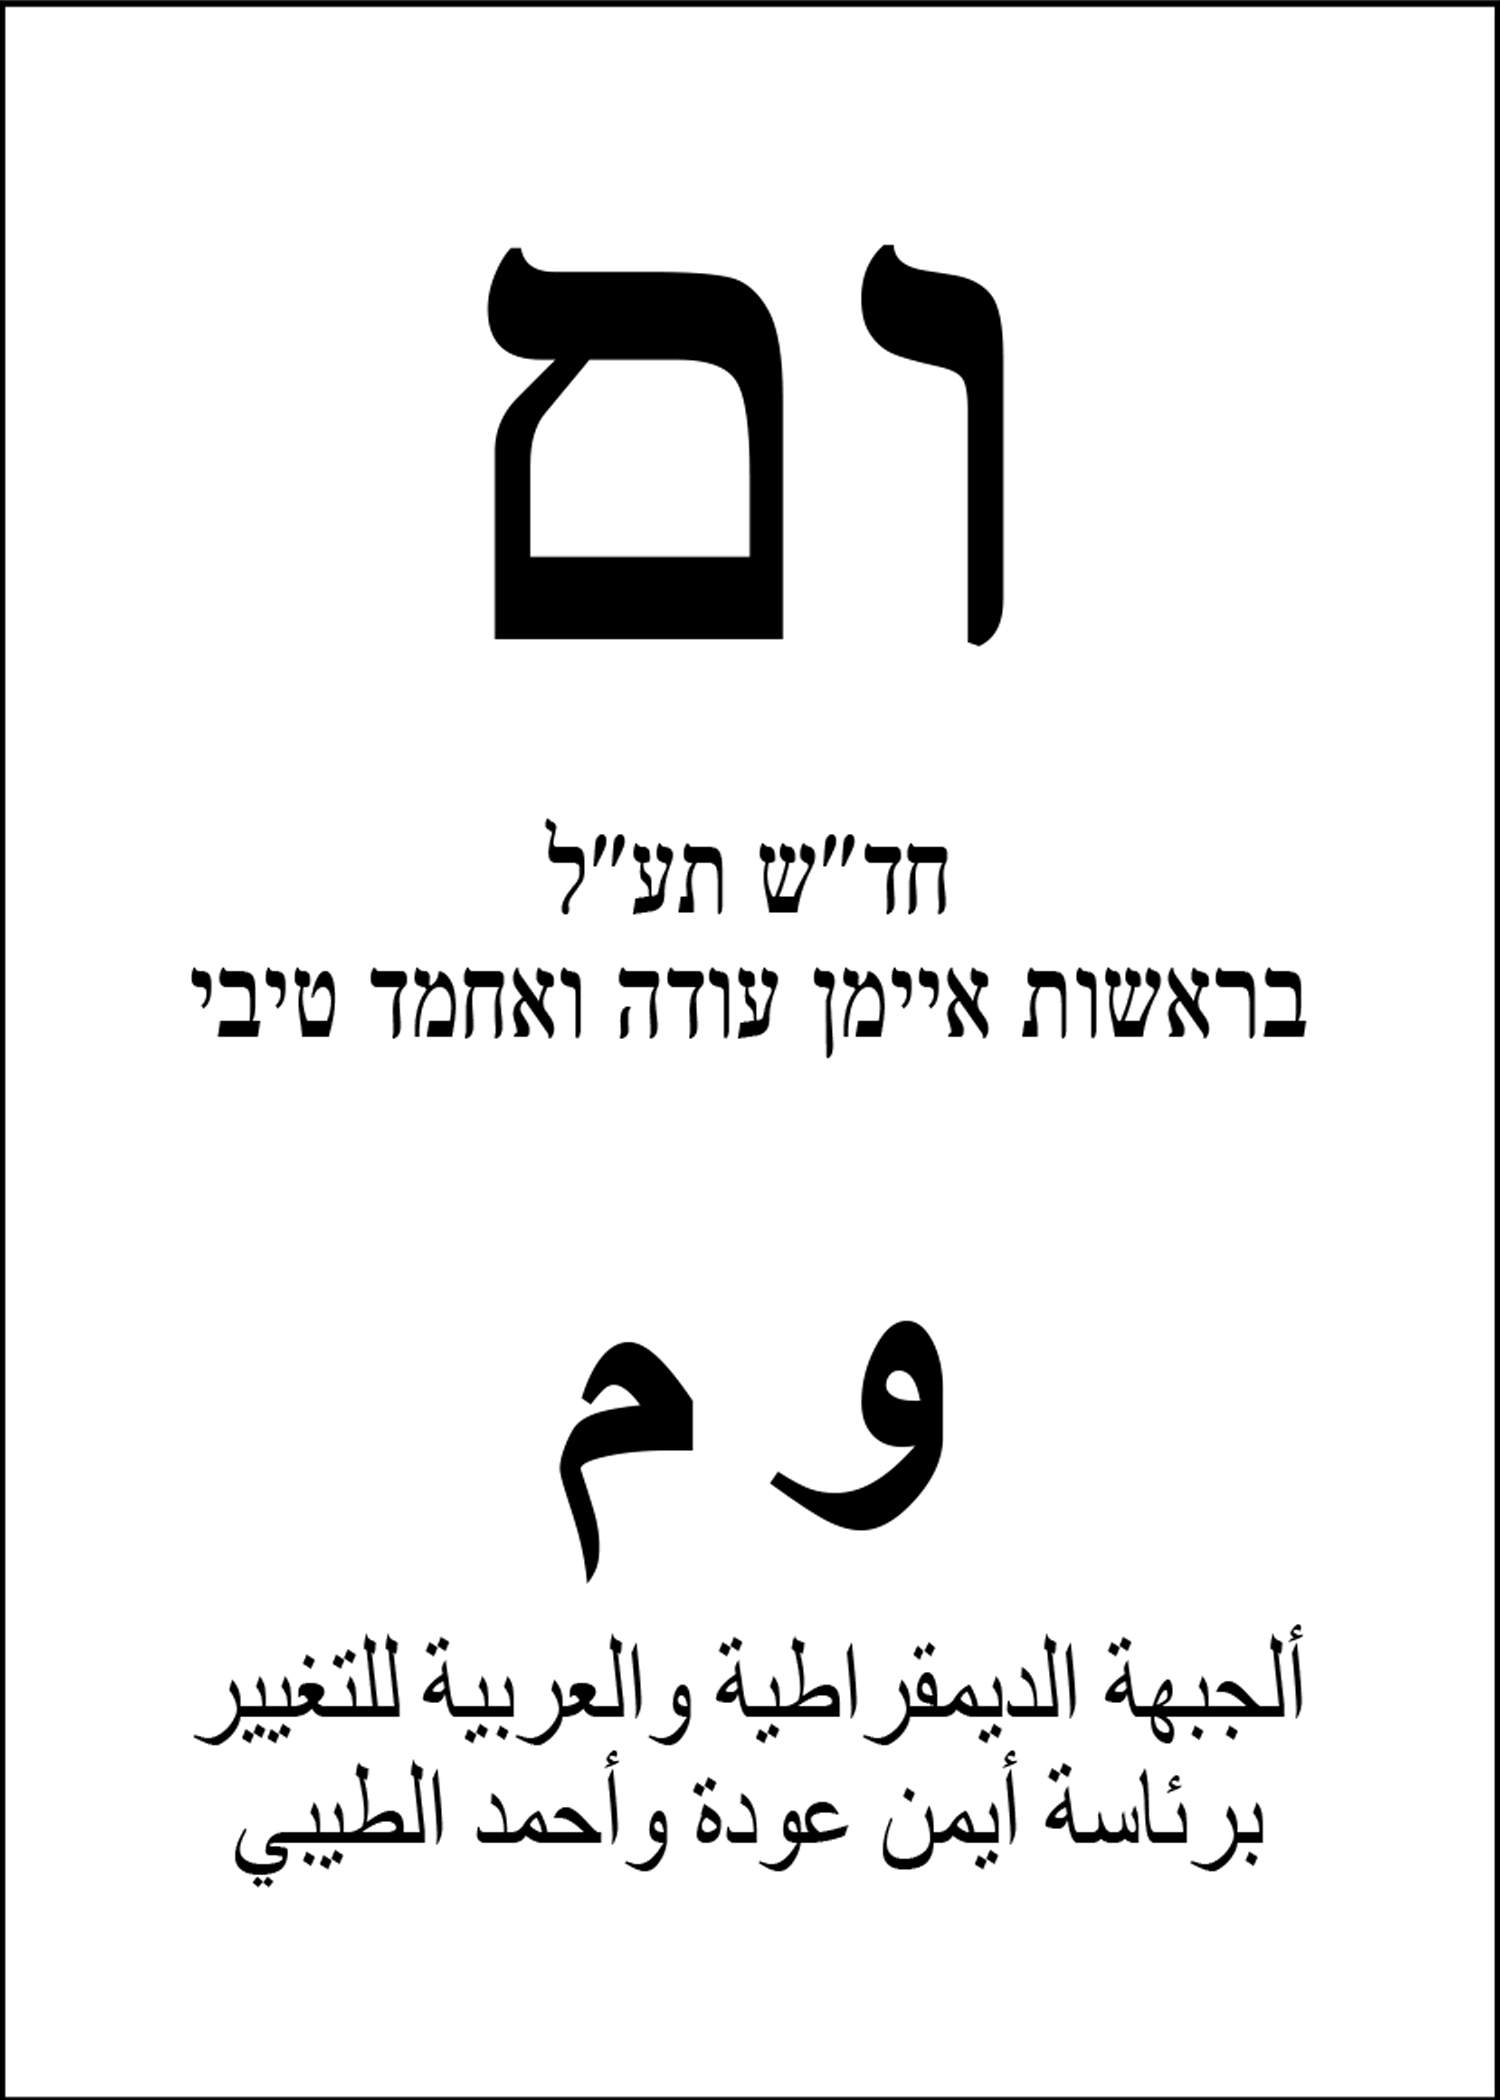 ום
חד"ש תע"ל
בראשות איימן עודה ואחמד טיבי
و م
ألجبهة الديمقراطية والعربية للتغيير
برئاسة أيمن عودة وأحمد الطيبي